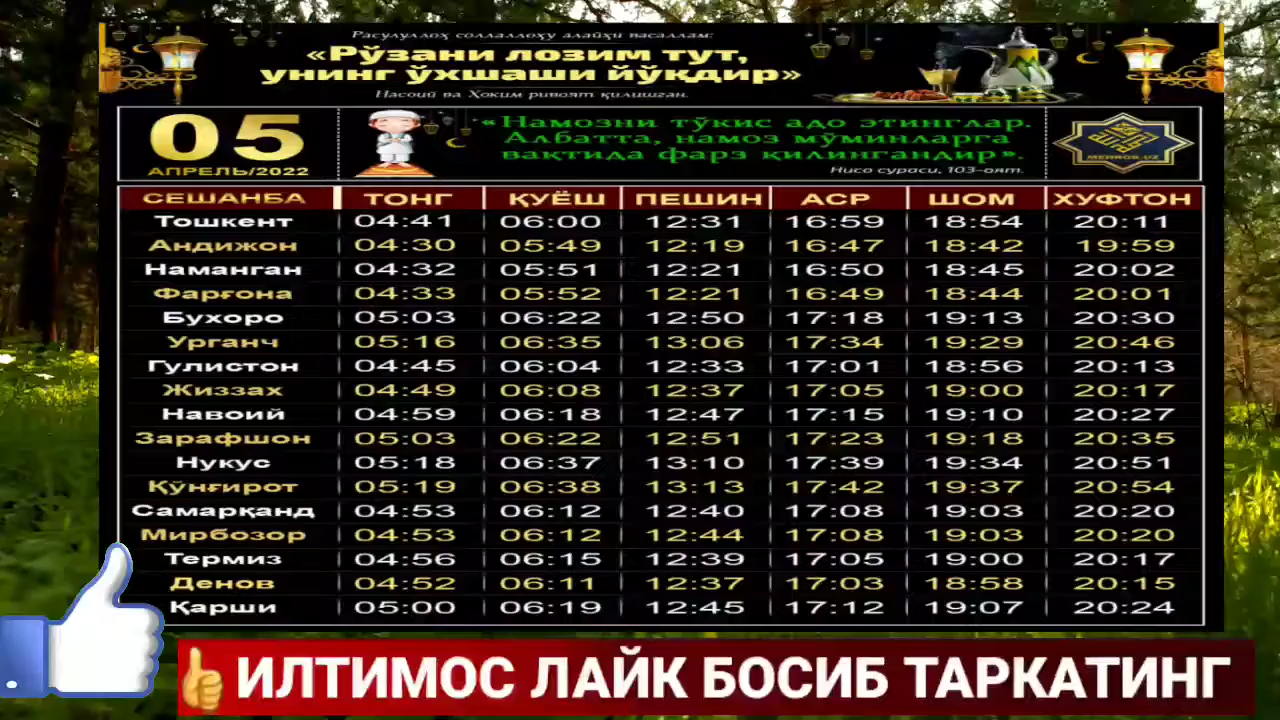 Расулуллоҳ соллаллоҳу алайҳи васаллам:
«Рўзани лозим тут,
унинг ўхшаши йўқдир»
Насоий ва Ҳоким ривоят қилишган.
05
АПРЕЛЬ/2022
«Намозни тўкис адо этинглар.
Албатта, намоз мўминларга
вақтида фарз қилингандир».
Нисо сураси, 103-оят.
MEHROB.UZ
СЕШАНБА ТОНГ ҚУЁШ ПЕШИН АСР ШОМ ХУФТОН
Тошкент 04:41 06:00 12:31 16:59 18:54 20:11
Андижон 04:30 05:49 12:19 16:47 18:42 19:59
Наманган 04:32 05:51 12:21 16:50 18:45 20:02
Фарғона 04:33 05:52 12:21 16:49 18:44 20:01
Бухоро 05:03 06:22 12:50 17:18 19:13 20:30
Урганч 05:16 06:35 13:06 17:34 19:29 20:46
Гулистон 04:45 06:04 12:33 17:01 18:56 20:13
Жиззах 04:49 06:08 12:37 17:05 19:00 20:17
Навоий 04:59 06:18 12:47 17:15 19:10 20:27
Зарафшон 05:03 06:22 12:51 17:23 19:18 20:35
Нукус 05:18 06:37 13:10 17:39 19:34 20:51
Қўнғирот 05:19 06:38 13:13 17:42 19:37 20:54
Самарқанд 04:53 06:12 12:40 17:08 19:03 20:20
Мирбозор 04:53 06:12 12:44 17:08 19:03 20:20
Термиз 04:56 06:15 12:39 17:05 19:00 20:17
Денов 04:52 06:11 12:37 17:03 18:58 20:15
Қарши 05:00 06:19 12:45 17:12 19:07 20:24
ИЛТИМОС ЛАЙК БОСИБ ТАРКАТИНГ